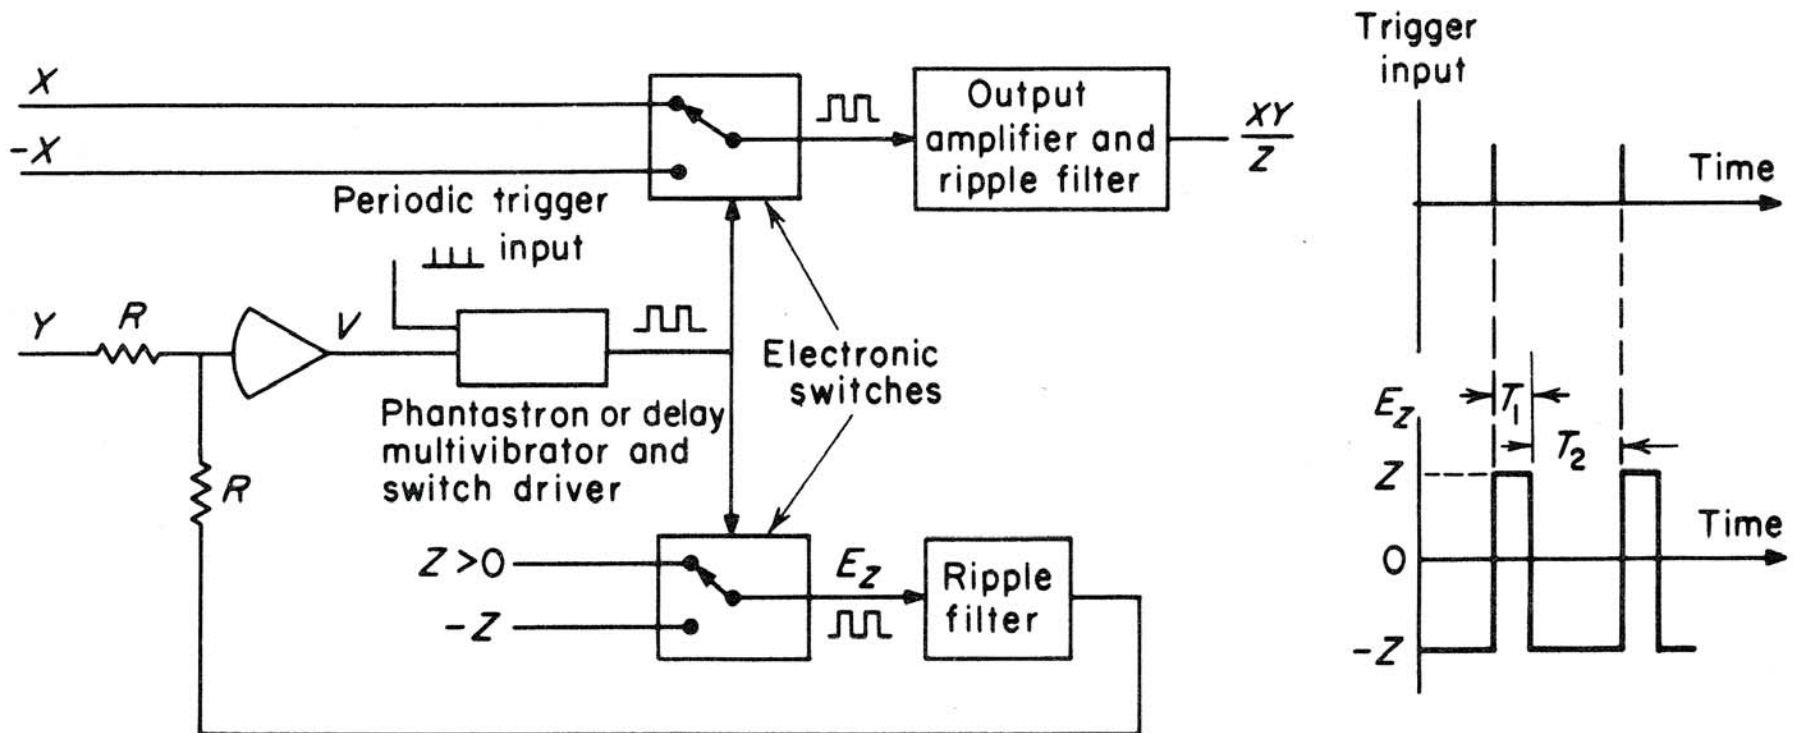 X
-X
Output
amplifier and
ripple filter
XY
Z
Periodic trigger
input
Y
R
V
Phantastron or delay
multivibrator and
switch driver
Electronic
switches
R
Z>0
-Z
E_Z
Ripple
filter
Trigger
input
Time
E_Z
T_1
T_2
Z
0
Time
-Z